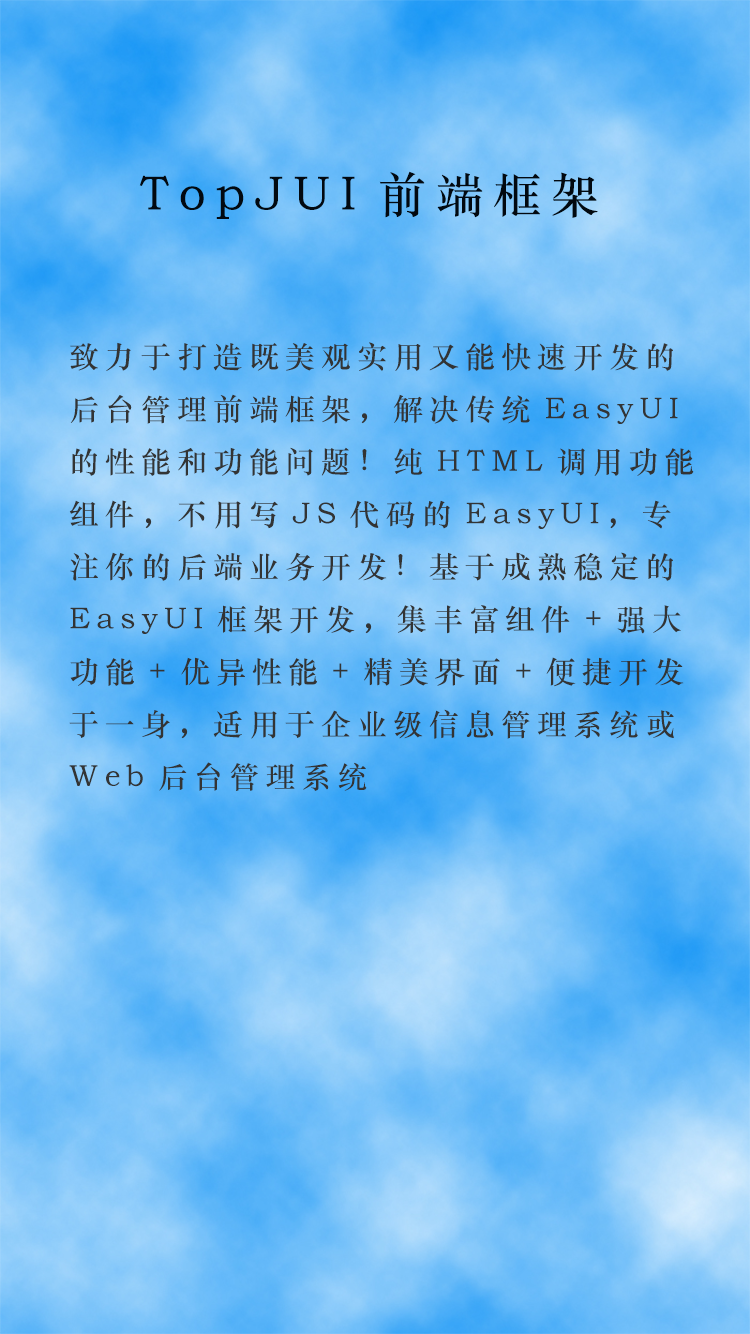 TopJUI 前端框架
致力于打造既美观实用又能快速开发的
后台管理前端框架，解决传统 EasyUI
的性能和功能问题！纯 HTML 调用功能
组件，不用写 JS 代码的 EasyUI，专
注你的后端业务开发！基于成熟稳定的
EasyUI 框架开发，集丰富组件 + 强大
功能 + 优异性能 + 精美界面 + 便捷开发
于一身，适用于企业级信息管理系统或
Web 后台管理系统